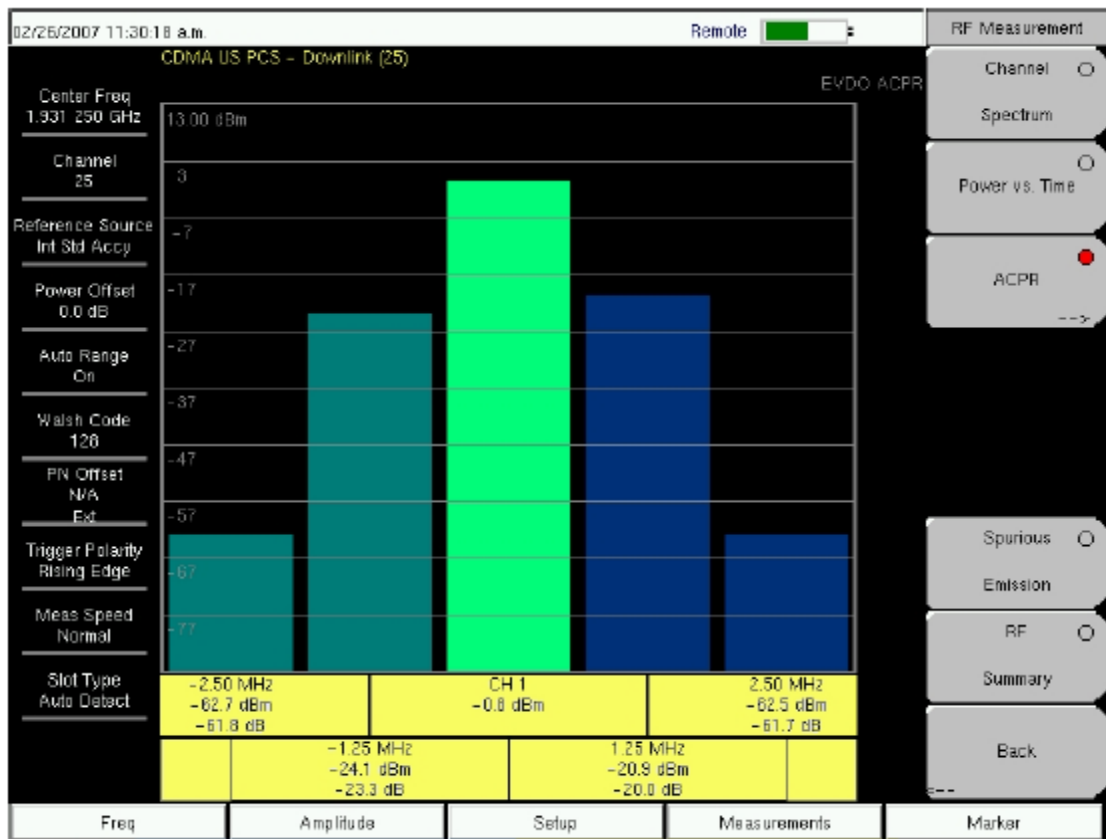 02/26/2007 11:30:18 a.m.
Remote
CDMA US PCS - Downlink (25)
EVDO ACPR
Center Freq
1.931 250 GHz
Channel
25
Reference Source
Int Std Accy
Power Offset
0.0 dB
Auto Range
On
Walsh Code
128
PN Offset
N/A
Ext
Trigger Polarity
Rising Edge
Meas Speed
Normal
Slot Type
Auto Detect
13.00 dBm
3
-7
-17
-27
-37
-47
-57
-67
-77
-2.50 MHz
-62.7 dBm
-61.8 dB
CH 1
-0.8 dBm
2.50 MHz
-62.5 dBm
-61.7 dB
-1.25 MHz
-24.1 dBm
-23.3 dB
1.25 MHz
-20.9 dBm
-20.0 dB
RF Measurement
Channel
Spectrum
Power vs. Time
ACPR
-->
Spurious
Emission
RF
Summary
Back
<--
Freq
Amplitude
Setup
Measurements
Marker